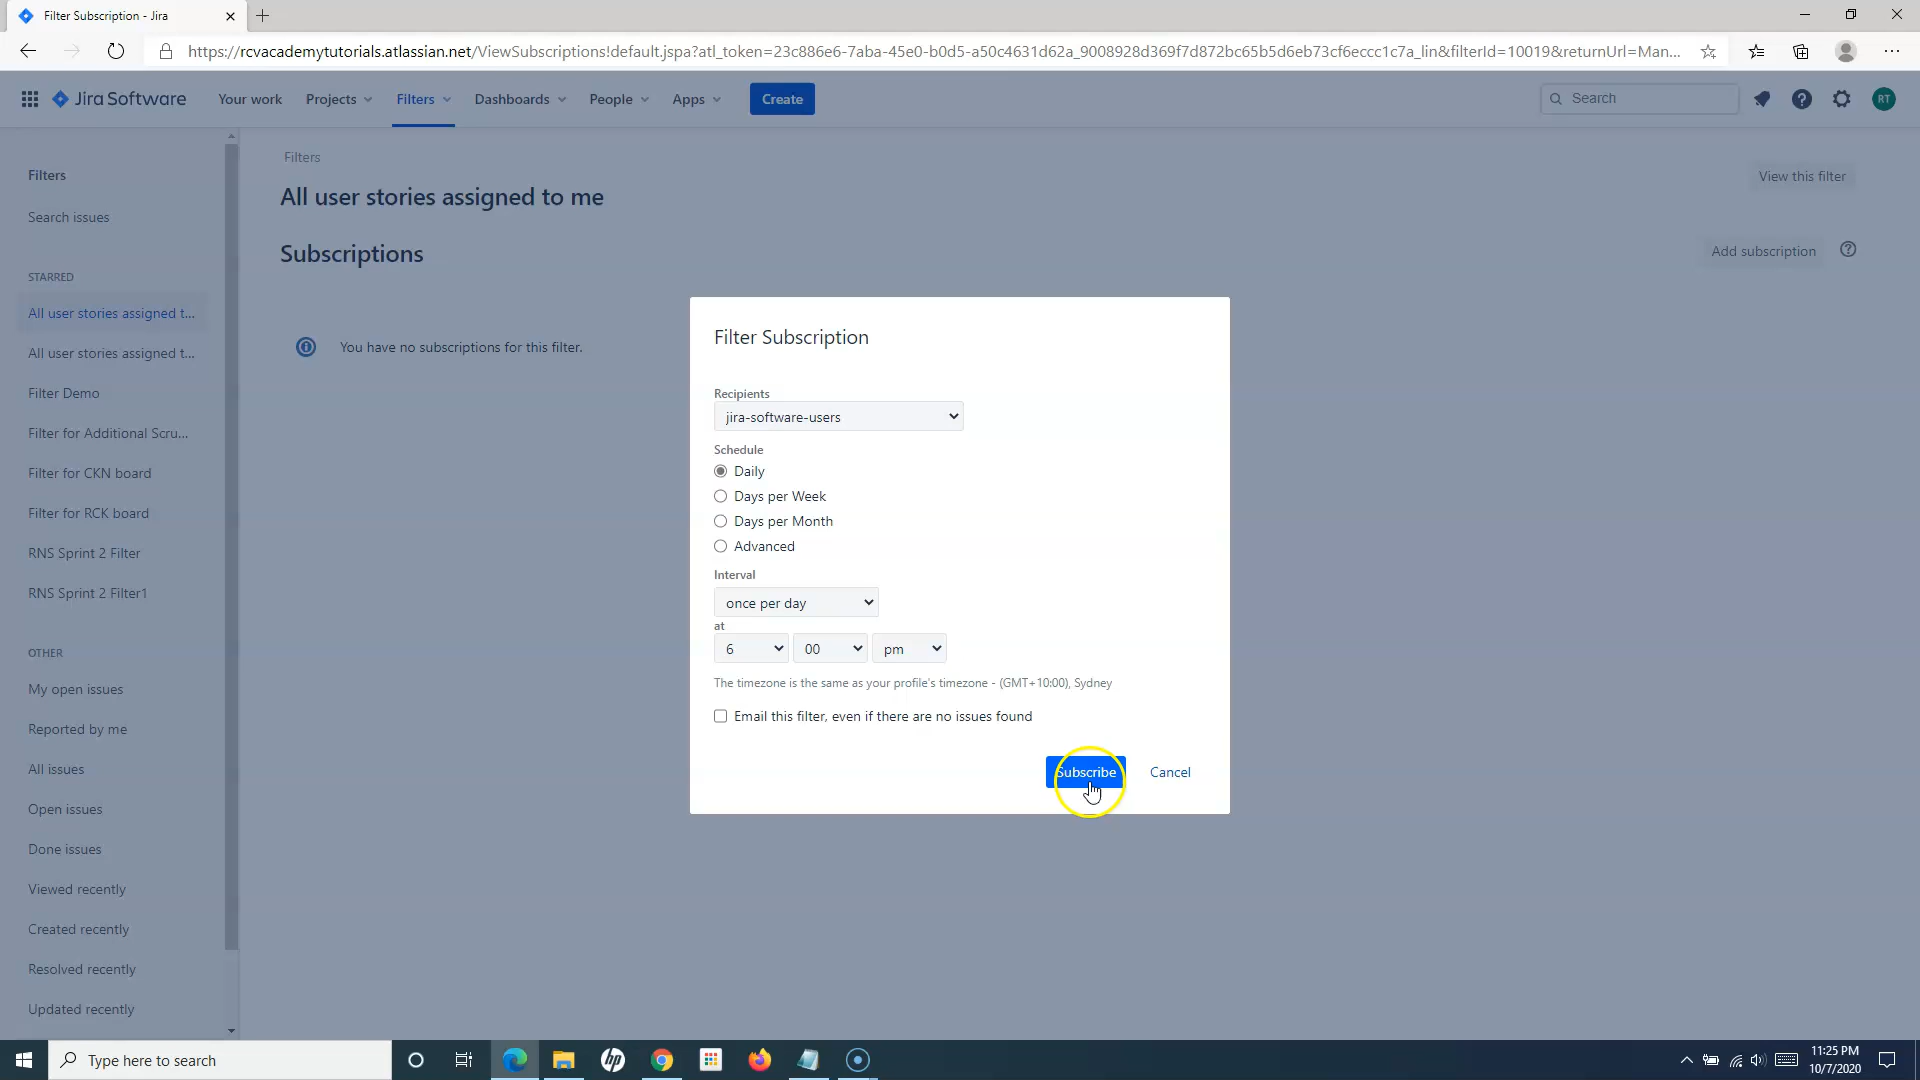 Filter Subscription - Jira
https://rcvacademytutorials.atlassian.net/ViewSubscriptions!default.jspa?atl_token=23c886e6-7aba-45e0-b0d5-a50c4631d62a_9008928d369f7d872bc65b5d6eb73cf6eccc1c7a_lin&filterId=10019&returnUrl=Man...
Jira Software
Your work
Projects
Filters
Dashboards
People
Apps
Create
Search
RT
Filters
Search issues
STARRED
All user stories assigned t...
All user stories assigned t...
Filter Demo
Filter for Additional Scru...
Filter for CKN board
Filter for RCK board
RNS Sprint 2 Filter
RNS Sprint 2 Filter1
OTHER
My open issues
Reported by me
All issues
Open issues
Done issues
Viewed recently
Created recently
Resolved recently
Updated recently
Filters
All user stories assigned to me
View this filter
Subscriptions
Add subscription
You have no subscriptions for this filter.
Filter Subscription
Recipients
jira-software-users
Schedule
Daily
Days per Week
Days per Month
Advanced
Interval
once per day
at
6 00 pm
The timezone is the same as your profile's timezone - (GMT+10:00), Sydney
Email this filter, even if there are no issues found
Subscribe
Cancel
Type here to search
hp
11:25 PM
10/7/2020